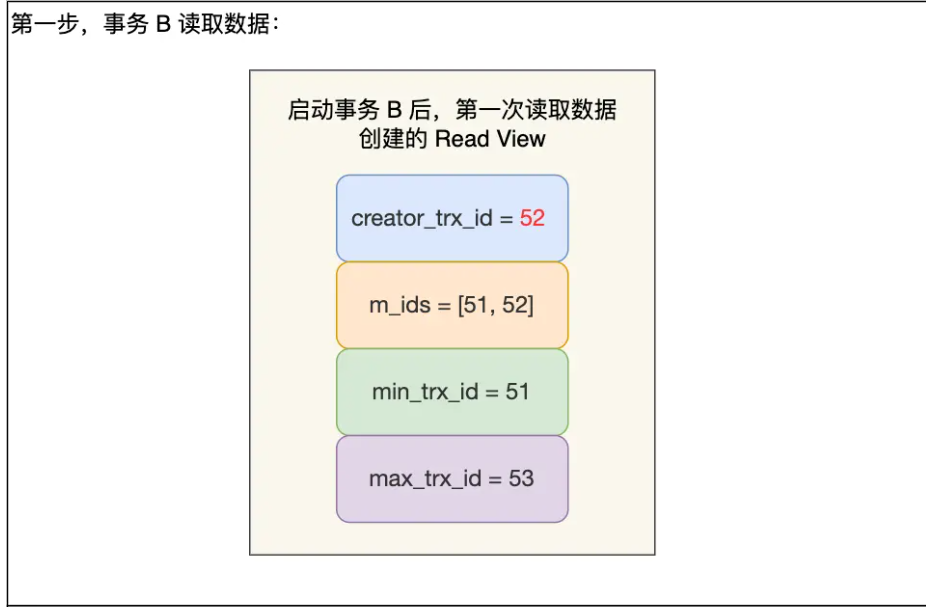 第一步，事务 B 读取数据：
启动事务 B 后，第一次读取数据
创建的 Read View
creator_trx_id = 52
m_ids = [51, 52]
min_trx_id = 51
max_trx_id = 53